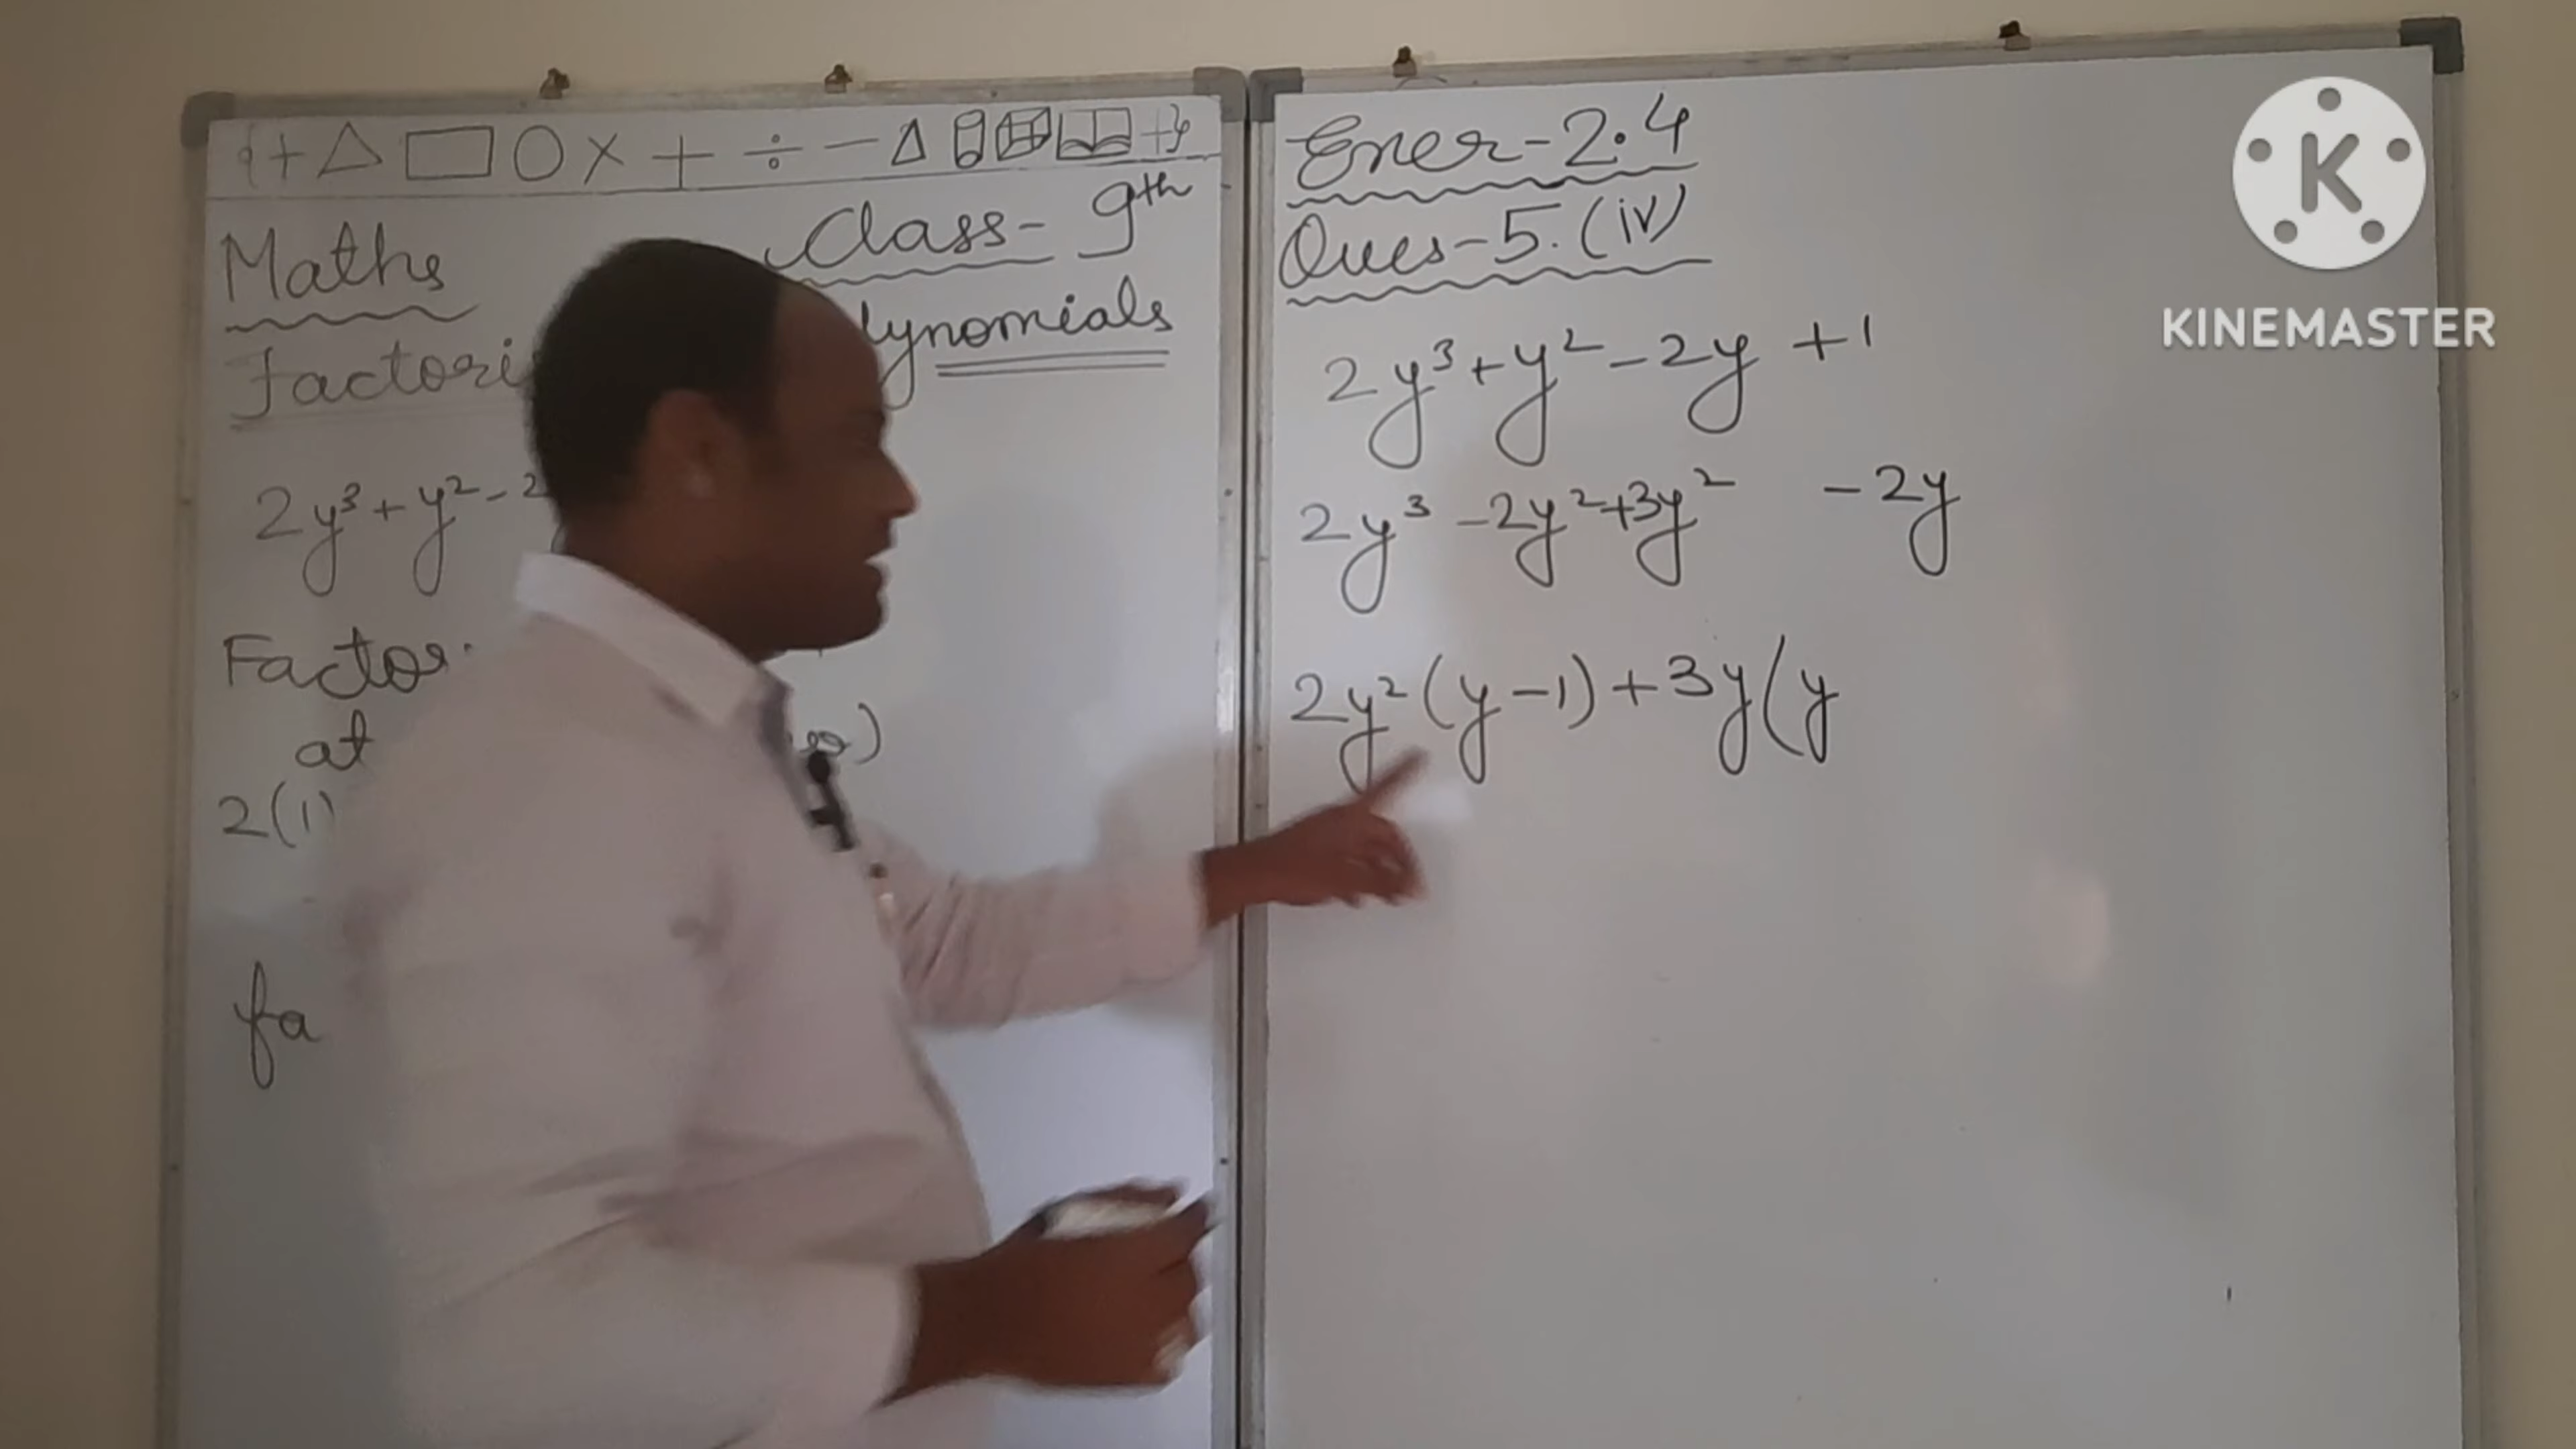 { + △ ▭ ○ × + ÷ − △ + }
Maths
Class- 9th
Factori
lynomials
2y³ + y² - 2
Factor.
at
2(1)
fa
Exer-2.4
Ques-5.(iv)
2y³ + y² - 2y + 1
2y³ - 2y² + 3y² - 2y
2y² (y - 1) + 3y (y
K
KINEMASTER